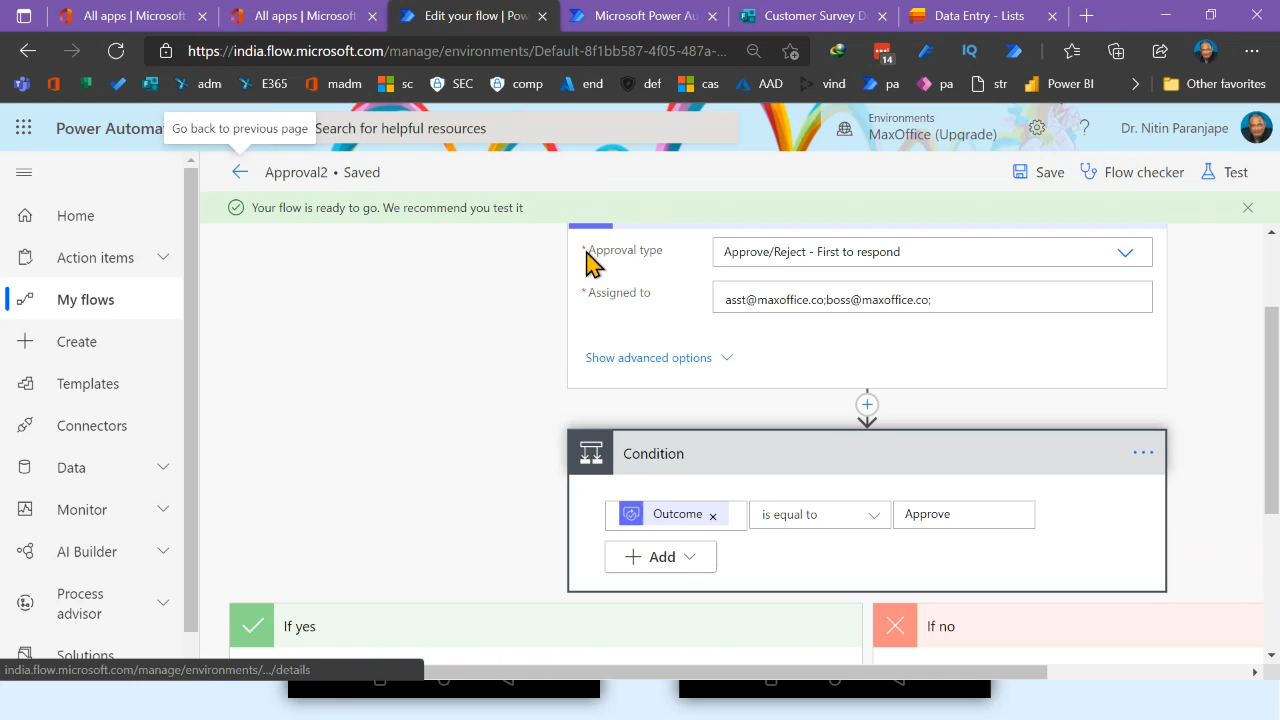 All apps | Microsoft
All apps | Microsoft
Edit your flow | Pow
Microsoft Power Au
Customer Survey D
Data Entry - Lists
https://india.flow.microsoft.com/manage/environments/Default-8f1bb587-4f05-487a-...
14
IQ
adm
E365
madm
sc
SEC
comp
end
def
cas
AAD
vind
pa
pa
str
Power BI
Other favorites
Power Automa
Go back to previous page
Search for helpful resources
Environments
MaxOffice (Upgrade)
?
Dr. Nitin Paranjape
Approval2 • Saved
Save
Flow checker
Test
Your flow is ready to go. We recommend you test it
Home
Action items
My flows
Create
Templates
Connectors
Data
Monitor
AI Builder
Process
advisor
Solutions
* Approval type
Approve/Reject - First to respond
* Assigned to
asst@maxoffice.co;boss@maxoffice.co;
Show advanced options
Condition
...
Outcome
is equal to
Approve
Add
If yes
If no
india.flow.microsoft.com/manage/environments/.../details